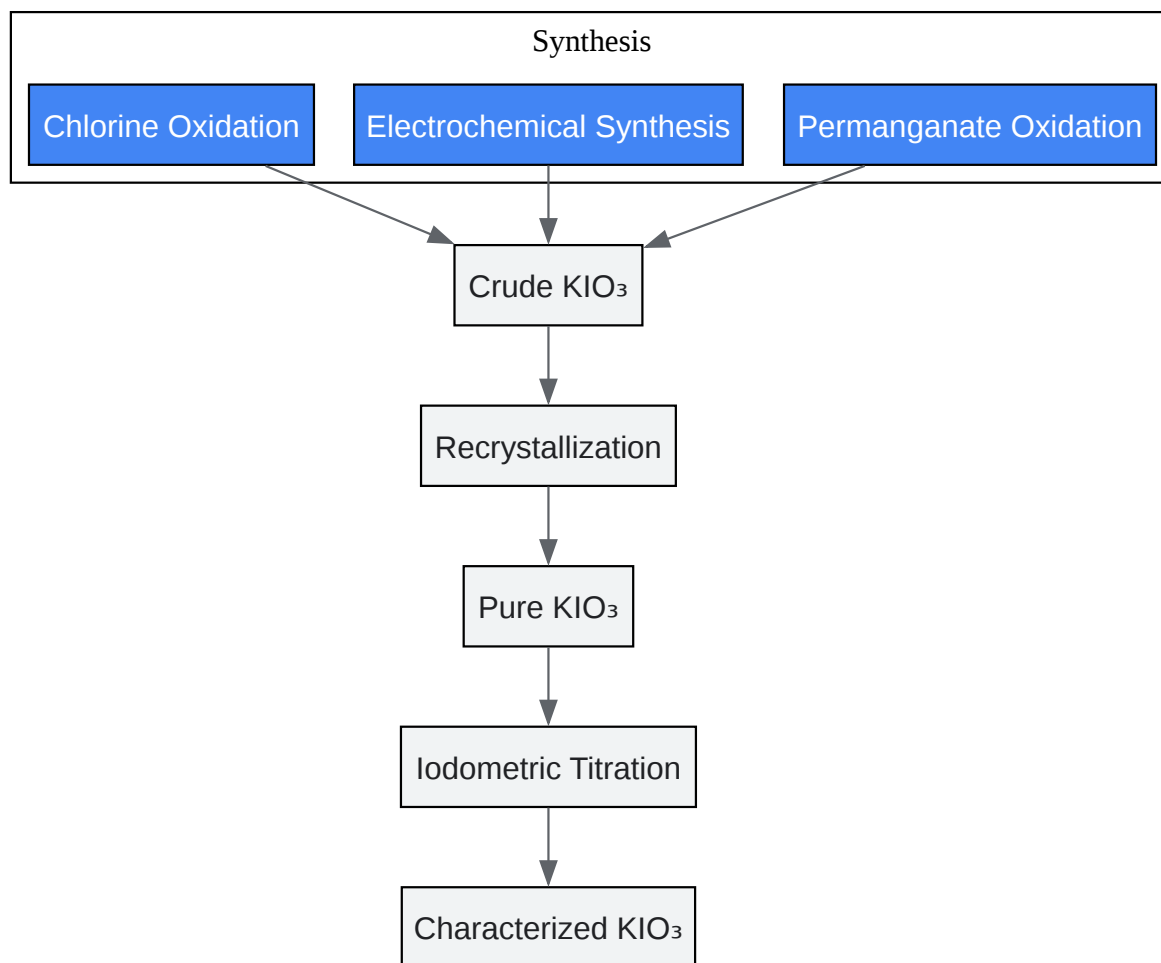 Synthesis
Chlorine Oxidation
Electrochemical Synthesis
Permanganate Oxidation
Crude KIO₃
Recrystallization
Pure KIO₃
Iodometric Titration
Characterized KIO₃